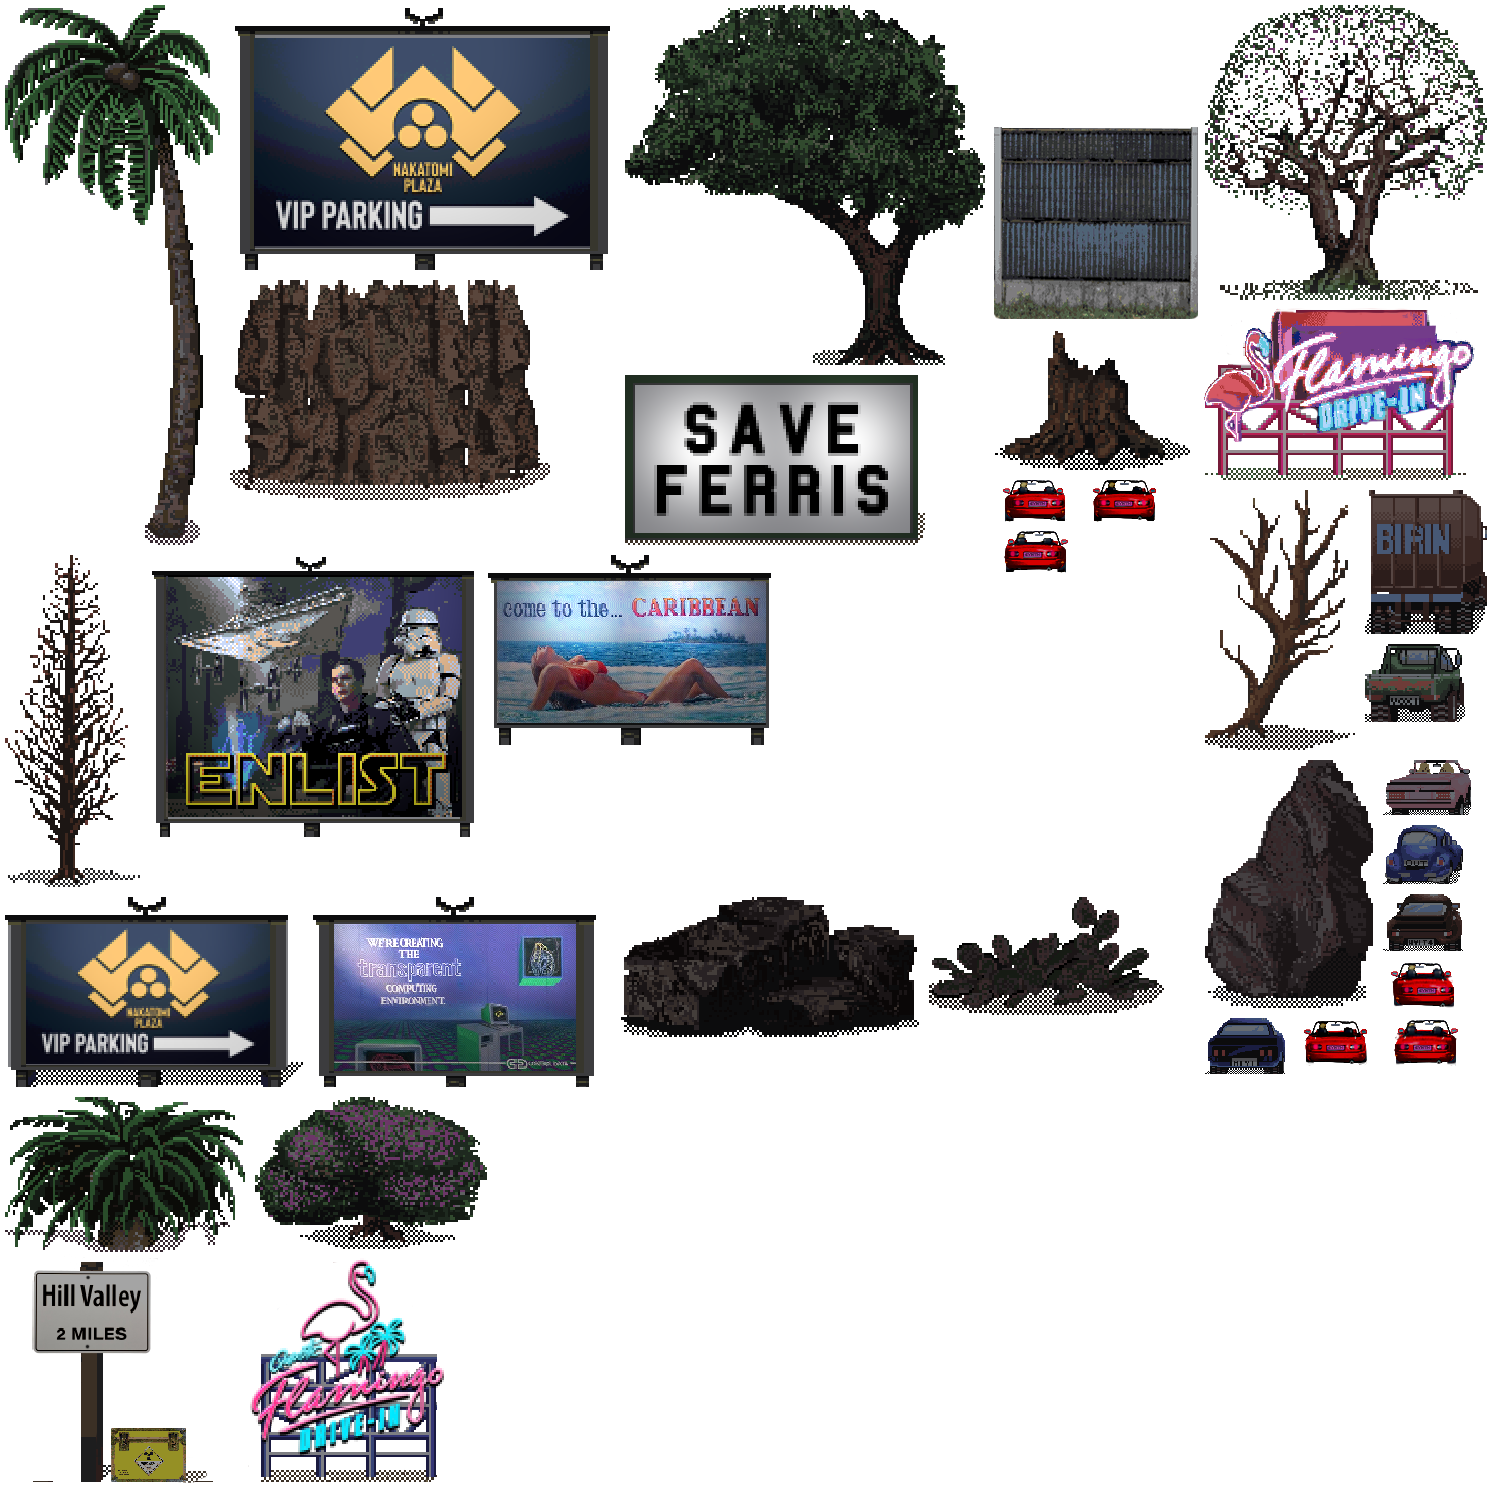 NAKATOMI
PLAZA
VIP PARKING
SAVE
FERRIS
Flamingo
DRIVE-IN
ENLIST
come to the... CARIBBEAN
NAKATOMI
PLAZA
VIP PARKING
WE'RE CREATING
THE
transparent
COMPUTING
ENVIRONMENT.
Hill Valley
2 MILES
Flamingo
DRIVE-IN